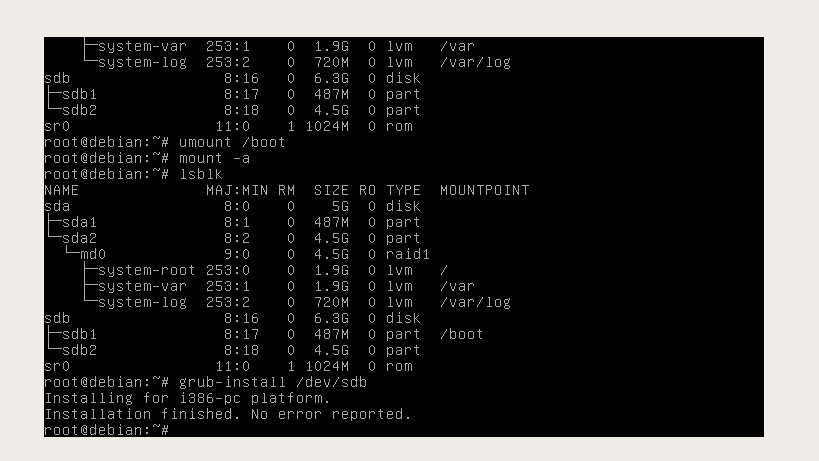 ├─system-var  253:1    0  1.9G  0 lvm   /var
└─system-log  253:2    0  720M  0 lvm   /var/log
sdb                 8:16   0  6.3G  0 disk
├─sdb1              8:17   0  487M  0 part
└─sdb2              8:18   0  4.5G  0 part
sr0                11:0    1 1024M  0 rom
root@debian:~# umount /boot
root@debian:~# mount -a
root@debian:~# lsblk
NAME              MAJ:MIN RM  SIZE RO TYPE  MOUNTPOINT
sda                 8:0    0    5G  0 disk
├─sda1              8:1    0  487M  0 part
└─sda2              8:2    0  4.5G  0 part
  └─md0             9:0    0  4.5G  0 raid1
    ├─system-root 253:0    0  1.9G  0 lvm   /
    ├─system-var  253:1    0  1.9G  0 lvm   /var
    └─system-log  253:2    0  720M  0 lvm   /var/log
sdb                 8:16   0  6.3G  0 disk
├─sdb1              8:17   0  487M  0 part  /boot
└─sdb2              8:18   0  4.5G  0 part
sr0                11:0    1 1024M  0 rom
root@debian:~# grub-install /dev/sdb
Installing for i386-pc platform.
Installation finished. No error reported.
root@debian:~#